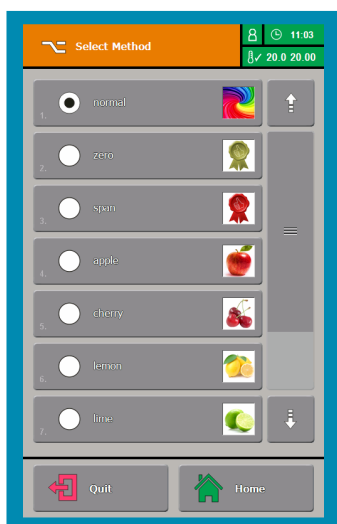 Select Method
11:03
20.0 20.00
1. normal
2. zero
3. span
4. apple
5. cherry
6. lemon
7. lime
Quit
Home